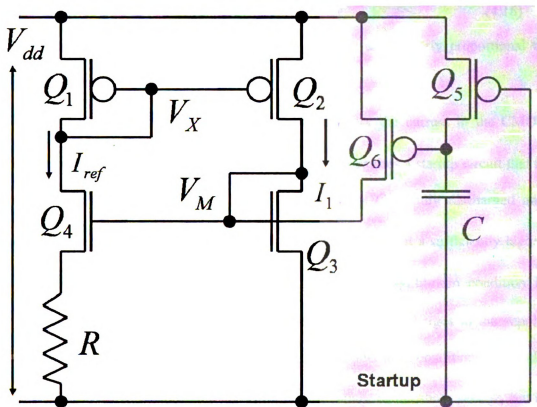 V_dd
Q_1
Q_2
Q_5
V_X
Q_6
I_ref
V_M
I_1
Q_4
Q_3
C
R
Startup